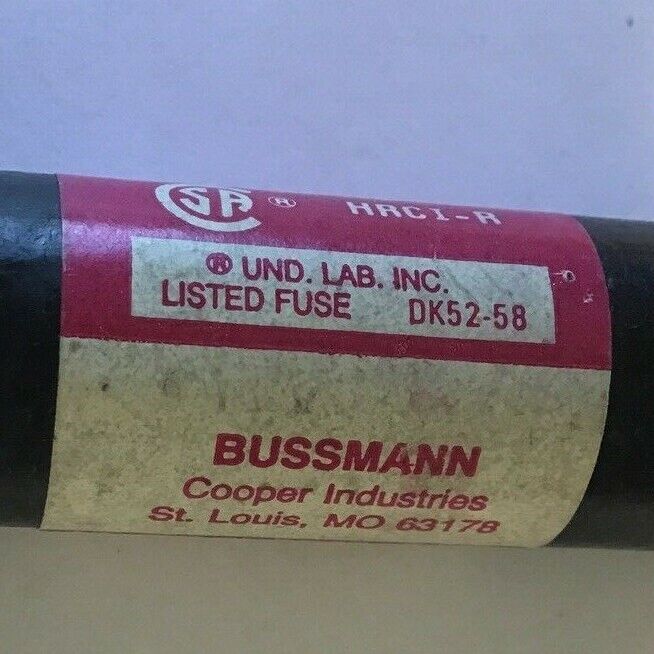 CSA ® HRCI-R
® UND. LAB. INC.
LISTED FUSE DK52-58
BUSSMANN
Cooper Industries
St. Louis, MO 63178